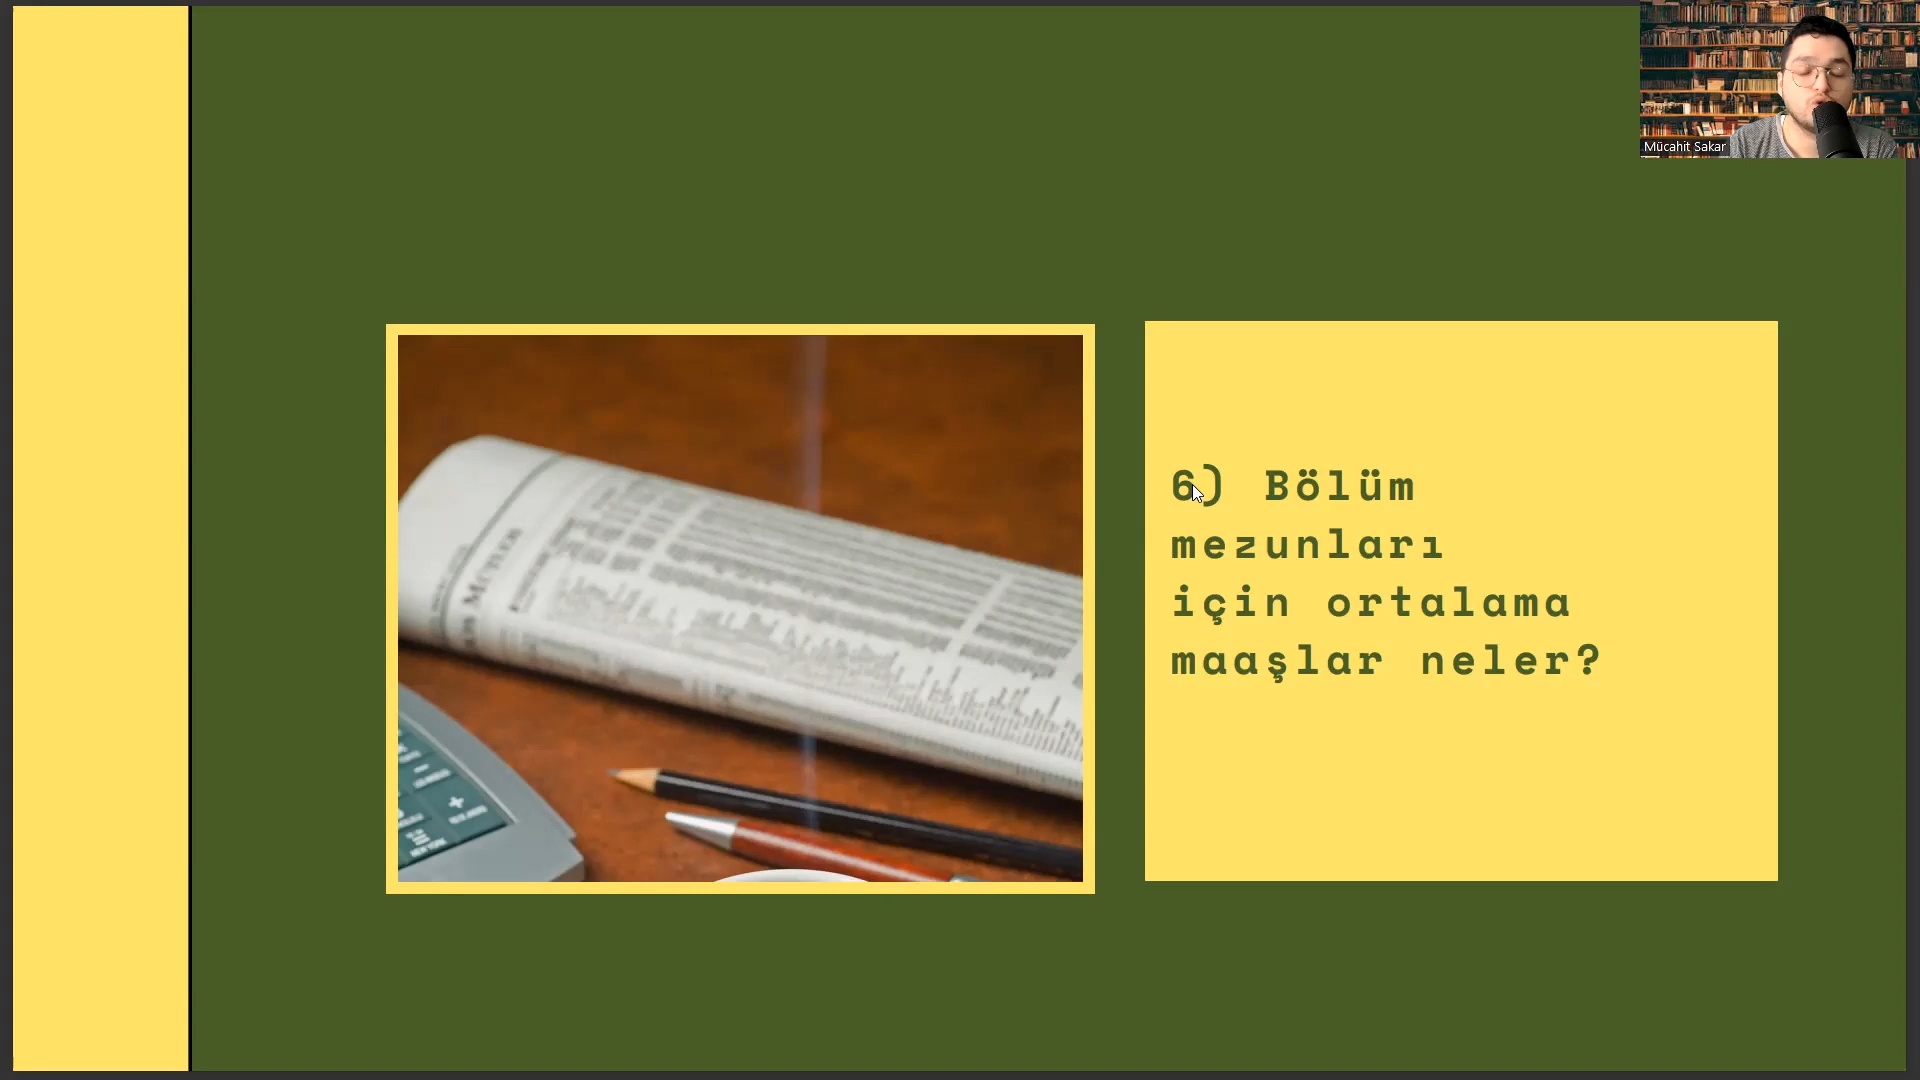 Mücahit Sakar
6) Bölüm
mezunları
için ortalama
maaşlar neler?